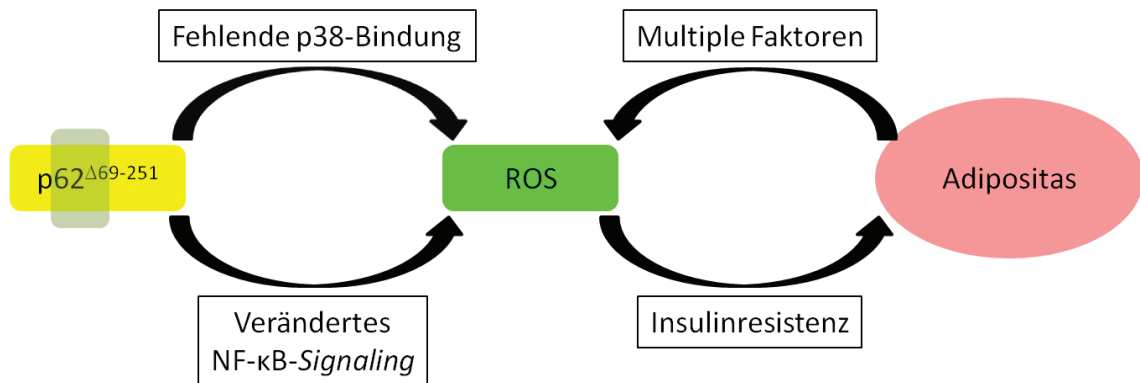 Fehlende p38-Bindung
Multiple Faktoren
p62Δ69-251
ROS
Adipositas
Verändertes
NF-κB-Signaling
Insulinresistenz